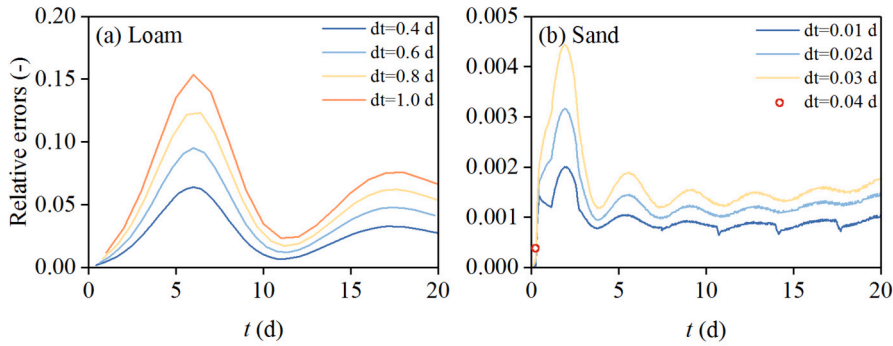 (a) Loam
dt=0.4 d
dt=0.6 d
dt=0.8 d
dt=1.0 d
0.20
0.15
0.10
0.05
0.00
Relative errors (-)
0 5 10 15 20
t (d)
(b) Sand
dt=0.01 d
dt=0.02d
dt=0.03 d
dt=0.04 d
0.005
0.004
0.003
0.002
0.001
0.000
0 5 10 15 20
t (d)